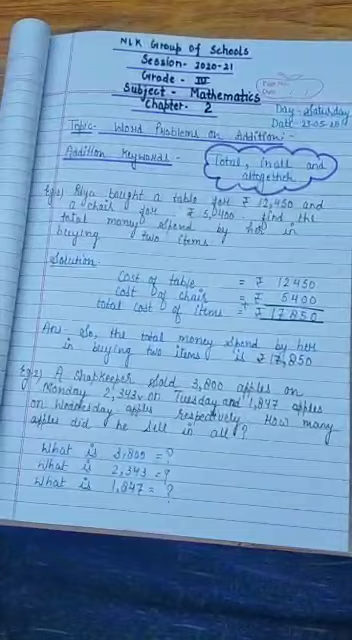 NLK Group of Schools
Session - 2020-21
Grade - IV
Subject - Mathematics
Chapter - 2
Day - Saturday
Topic - Word Problems on Addition :-
Addition Keywords -
Total, in all and
altogether
Eg:1) Riya bought a table for ₹ 12,450 and
a chair for ₹ 5,400. find the
total money spend by her in
buying two items
Solution
Cost of table = ₹ 12450
Cost of chair = ₹ 5400
total cost of items = ₹ 17850
Ans - So, the total money spend by her
in buying two items is ₹ 17,850
A Shopkeeper sold 3,800 apples on
Monday 2,343 on Tuesday and 1,847 apples
on Wednesday apples respectively. How many
apples did he sell in all ?
What is 3,800 = ?
What is 2,343 = ?
What is 1,847 = ?